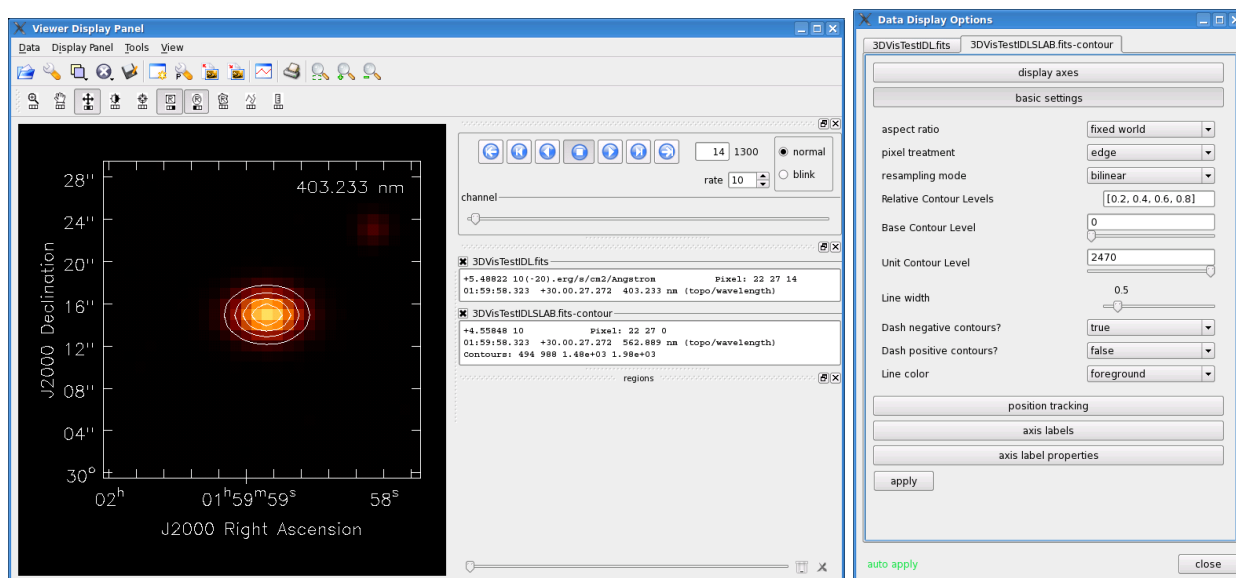 Viewer Display Panel
Data Display Panel Tools View
28''
24''
20''
16''
12''
08''
04''
30°
403.233 nm
J2000 Declination
02ʰ 01ʰ59ᵐ59ˢ 58ˢ
J2000 Right Ascension
14 1300
rate 10
normal
blink
channel
3DVisTestIDL.fits
+5.48822 10(-20).erg/s/cm2/Angstrom Pixel: 22 27 14
01:59:58.323 +30.00.27.272 403.233 nm (topo/wavelength)
3DVisTestIDLSLAB.fits-contour
+4.55848 10 Pixel: 22 27 0
01:59:58.323 +30.00.27.272 562.889 nm (topo/wavelength)
Contours: 494 988 1.48e+03 1.98e+03
regions
Data Display Options
3DVisTestIDL.fits 3DVisTestIDLSLAB.fits-contour
display axes
basic settings
aspect ratio fixed world
pixel treatment edge
resampling mode bilinear
Relative Contour Levels [0.2, 0.4, 0.6, 0.8]
Base Contour Level 0
Unit Contour Level 2470
Line width 0.5
Dash negative contours? true
Dash positive contours? false
Line color foreground
position tracking
axis labels
axis label properties
apply
auto apply
close